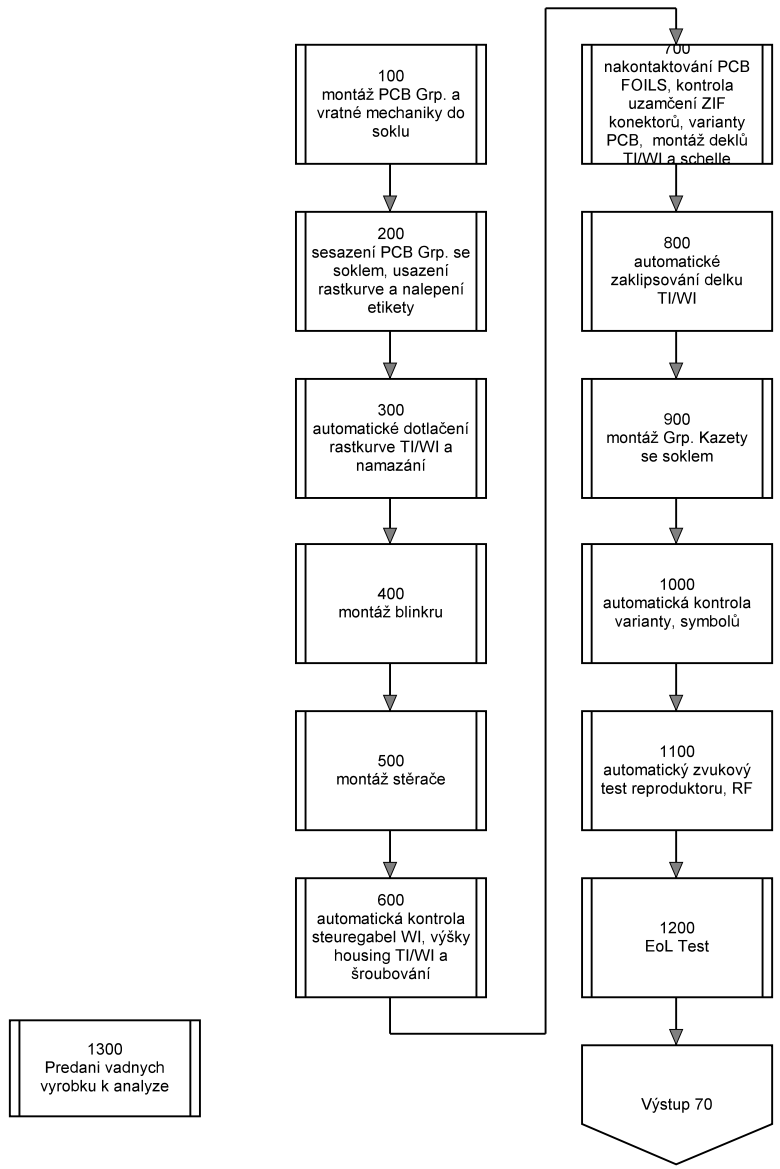 100
montáž PCB Grp. a
vratné mechaniky do
soklu
200
sesazení PCB Grp. se
soklem, usazení
rastkurve a nalepení
etikety
300
automatické dotlačení
rastkurve TI/WI a
namazání
400
montáž blinkru
500
montáž stěrače
600
automatická kontrola
steuregabel WI, výšky
housing TI/WI a
šroubování
700
nakontaktování PCB
FOILS, kontrola
uzamčení ZIF
konektorů, varianty
PCB,  montáž deklů
TI/WI a schelle
800
automatické
zaklipsování delku
TI/WI
900
montáž Grp. Kazety
se soklem
1000
automatická kontrola
varianty, symbolů
1100
automatický zvukový
test reproduktoru, RF
1200
EoL Test
Výstup 70
1300
Predani vadnych
vyrobku k analyze